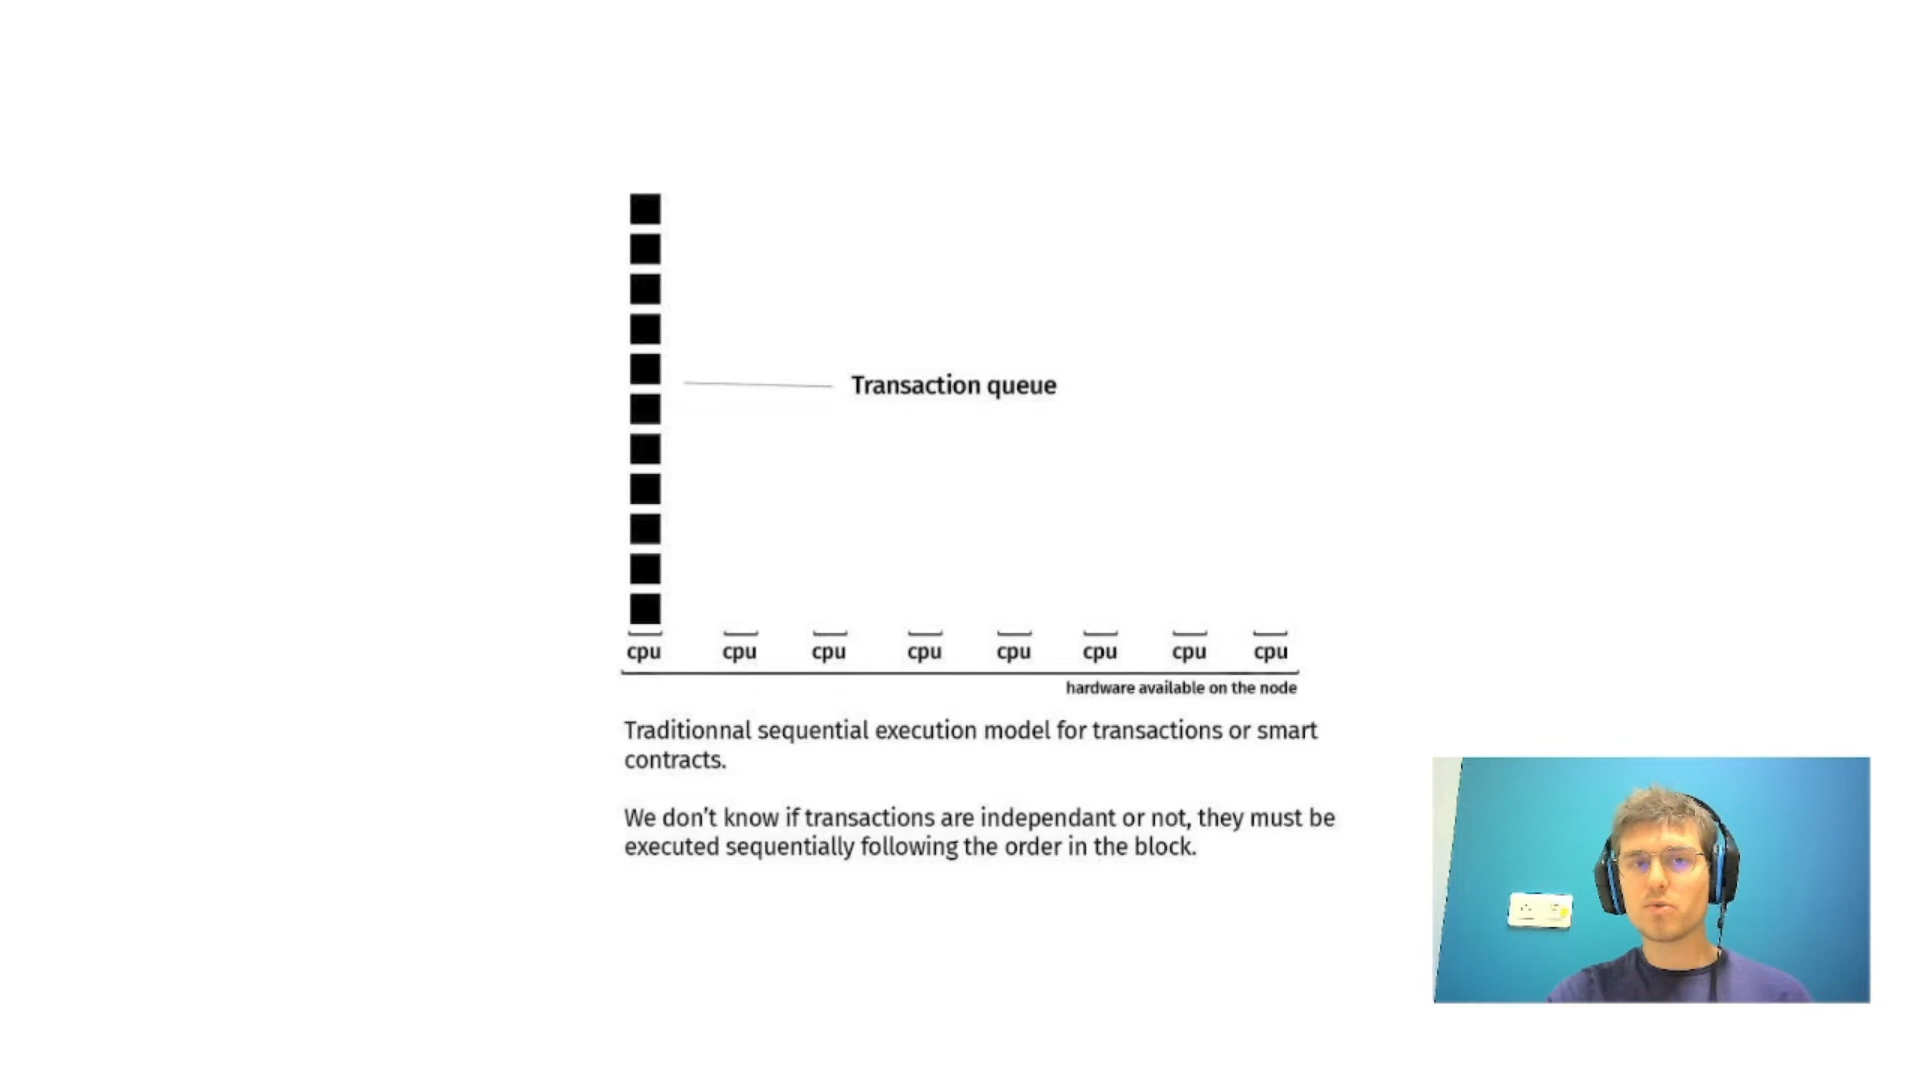 Transaction queue
cpu cpu cpu cpu cpu cpu cpu cpu
hardware available on the node
Traditionnal sequential execution model for transactions or smart
contracts.
We don't know if transactions are independant or not, they must be
executed sequentially following the order in the block.